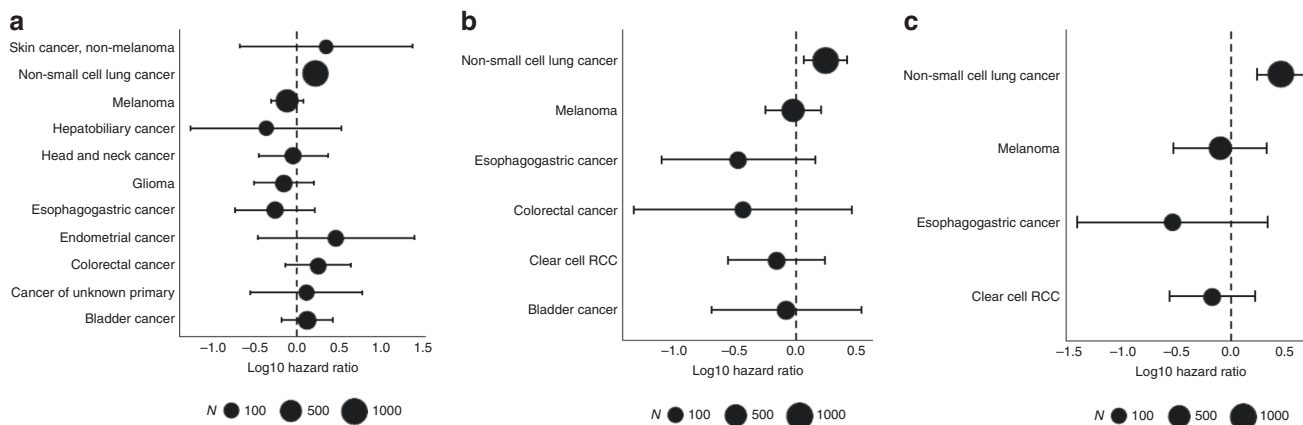 a
Skin cancer, non-melanoma
Non-small cell lung cancer
Melanoma
Hepatobiliary cancer
Head and neck cancer
Glioma
Esophagogastric cancer
Endometrial cancer
Colorectal cancer
Cancer of unknown primary
Bladder cancer
−1.0 −0.5 0.0 0.5 1.0 1.5
Log10 hazard ratio
N 100 500 1000
b
Non-small cell lung cancer
Melanoma
Esophagogastric cancer
Colorectal cancer
Clear cell RCC
Bladder cancer
−1.0 −0.5 0.0 0.5
Log10 hazard ratio
N 100 500 1000
c
Non-small cell lung cancer
Melanoma
Esophagogastric cancer
Clear cell RCC
−1.5 −1.0 −0.5 0.0 0.5
Log10 hazard ratio
N 100 500 1000